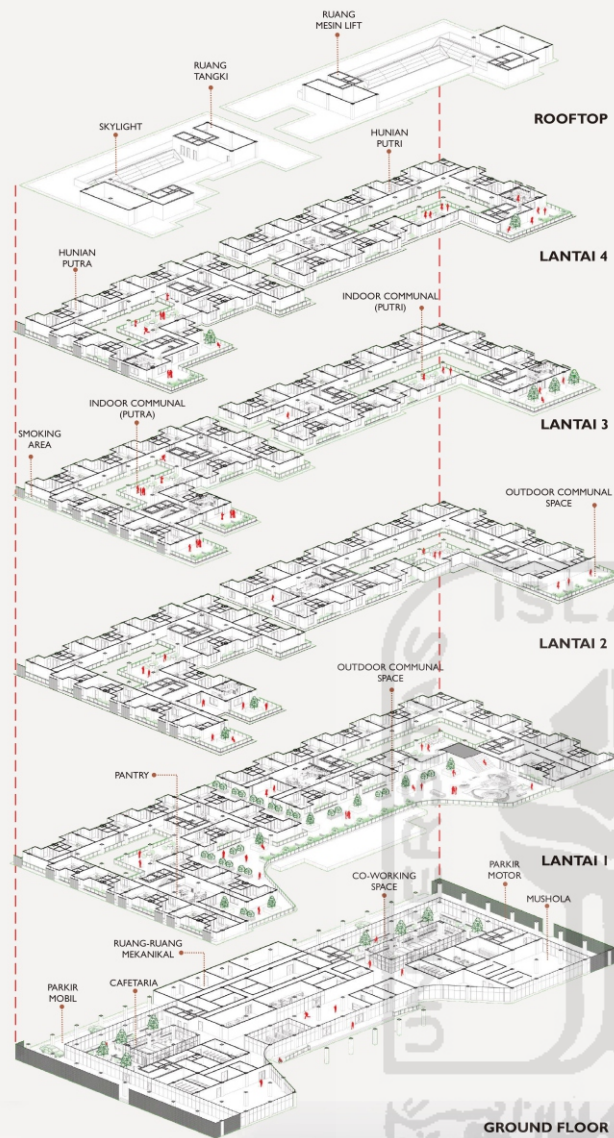 RUANG
MESIN LIFT
RUANG
TANGKI
SKYLIGHT
ROOFTOP
HUNIAN
PUTRI
HUNIAN
PUTRA
LANTAI 4
INDOOR COMMUNAL
(PUTRI)
INDOOR COMMUNAL
(PUTRA)
SMOKING
AREA
LANTAI 3
OUTDOOR COMMUNAL
SPACE
LANTAI 2
OUTDOOR COMMUNAL
SPACE
PANTRY
LANTAI 1
CO-WORKING
SPACE
PARKIR
MOTOR
MUSHOLA
RUANG-RUANG
MEKANIKAL
CAFETARIA
PARKIR
MOBIL
GROUND FLOOR